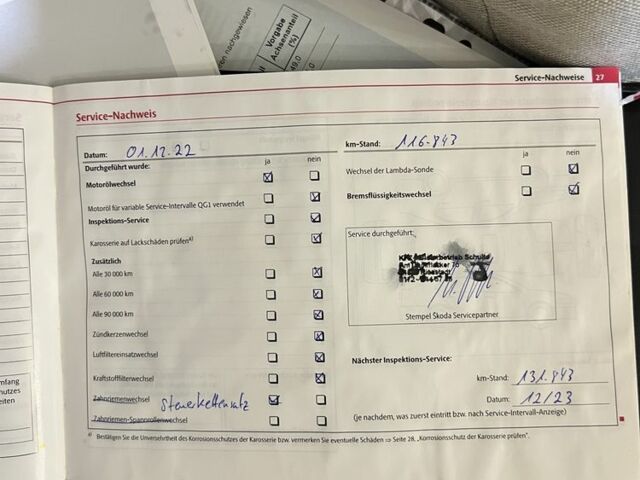 ron nachgewiesen
Vorgabe
Achsenanteil
(%)
Service-Nachweise 27
Service-Nachweis
Datum: 01.12.22
km-Stand: 116.843
Durchgeführt wurde: ja nein
ja nein
Motorölwechsel
Wechsel der Lambda-Sonde
Motoröl für variable Service-Intervalle QG1 verwendet
Bremsflüssigkeitswechsel
Inspektions-Service
Karosserie auf Lackschäden prüfen a)
Service durchgeführt:
Zusätzlich
Alle 30 000 km
Alle 60 000 km
Alle 90 000 km
Stempel Škoda Servicepartner
Zündkerzenwechsel
Luftfiltereinsatzwechsel
Nächster Inspektions-Service:
Kraftstofffilterwechsel
km-Stand: 131.843
Zahnriemenwechsel Steuerkettensatz
Datum: 12/23
Zahnriemen-Spannrollenwechsel
(je nachdem, was zuerst eintritt bzw. nach Service-Intervall-Anzeige)
a) Bestätigen Sie die Unversehrtheit des Korrosionsschutzes der Karosserie bzw. vermerken Sie eventuelle Schäden ⇒ Seite 28, „Korrosionsschutz der Karosserie prüfen".